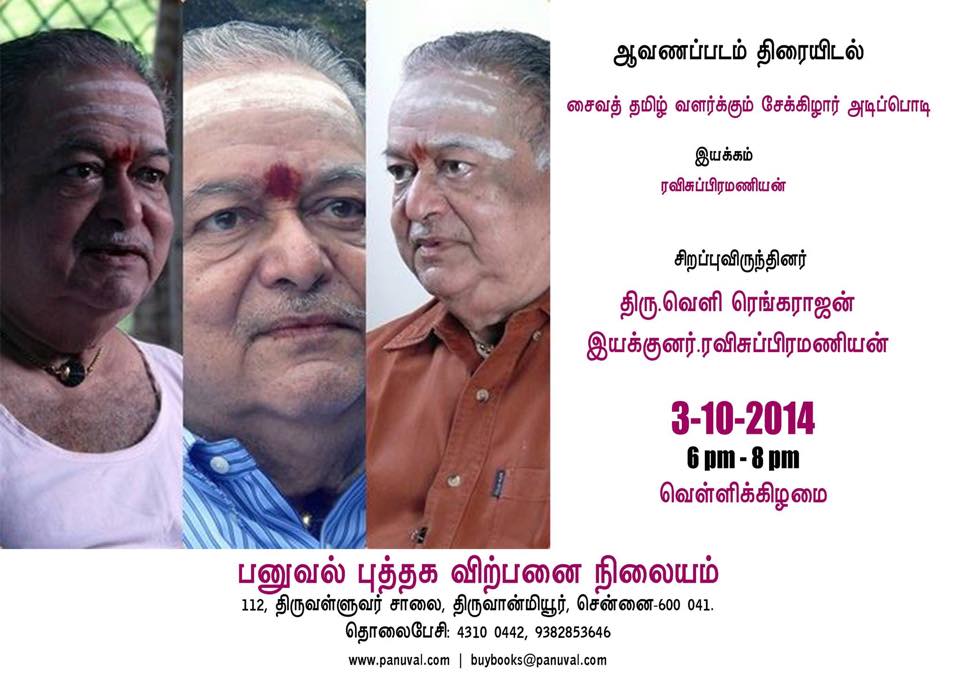 ஆவணப்படம் திரையிடல்
சைவத் தமிழ் வளர்க்கும் சேக்கிழார் அடிப்பொடி
இயக்கம்
ரவிசுப்பிரமணியன்
சிறப்புவிருந்தினர்
திரு.வெளி ரெங்கராஜன்
இயக்குனர்.ரவிசுப்பிரமணியன்
3-10-2014
6 pm - 8 pm
வெள்ளிக்கிழமை
பனுவல் புத்தக விற்பனை நிலையம்
112, திருவள்ளுவர் சாலை, திருவான்மியூர், சென்னை-600 041.
தொலைபேசி: 4310 0442, 9382853646
www.panuval.com | buybooks@panuval.com